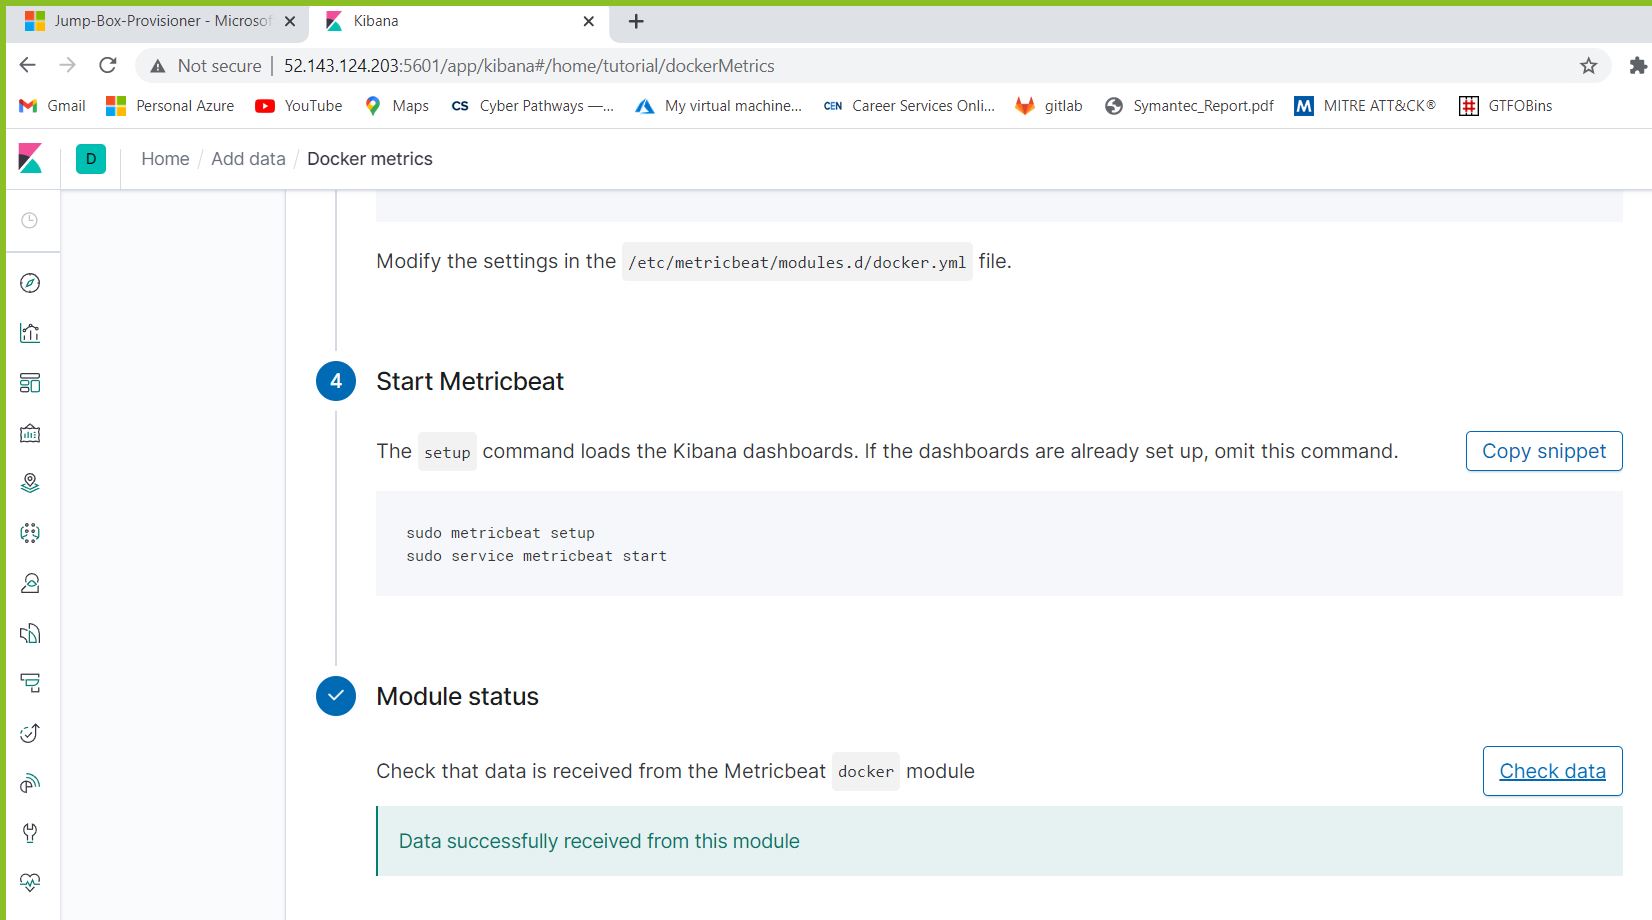 Jump-Box-Provisioner - Microsof
Kibana
Not secure 52.143.124.203:5601/app/kibana#/home/tutorial/dockerMetrics
Gmail Personal Azure YouTube Maps CS Cyber Pathways —... My virtual machine... CEN Career Services Onli... gitlab Symantec_Report.pdf M MITRE ATT&CK® GTFOBins
D Home / Add data / Docker metrics
Modify the settings in the /etc/metricbeat/modules.d/docker.yml file.
4 Start Metricbeat
The setup command loads the Kibana dashboards. If the dashboards are already set up, omit this command.
Copy snippet
sudo metricbeat setup
sudo service metricbeat start
Module status
Check that data is received from the Metricbeat docker module
Check data
Data successfully received from this module